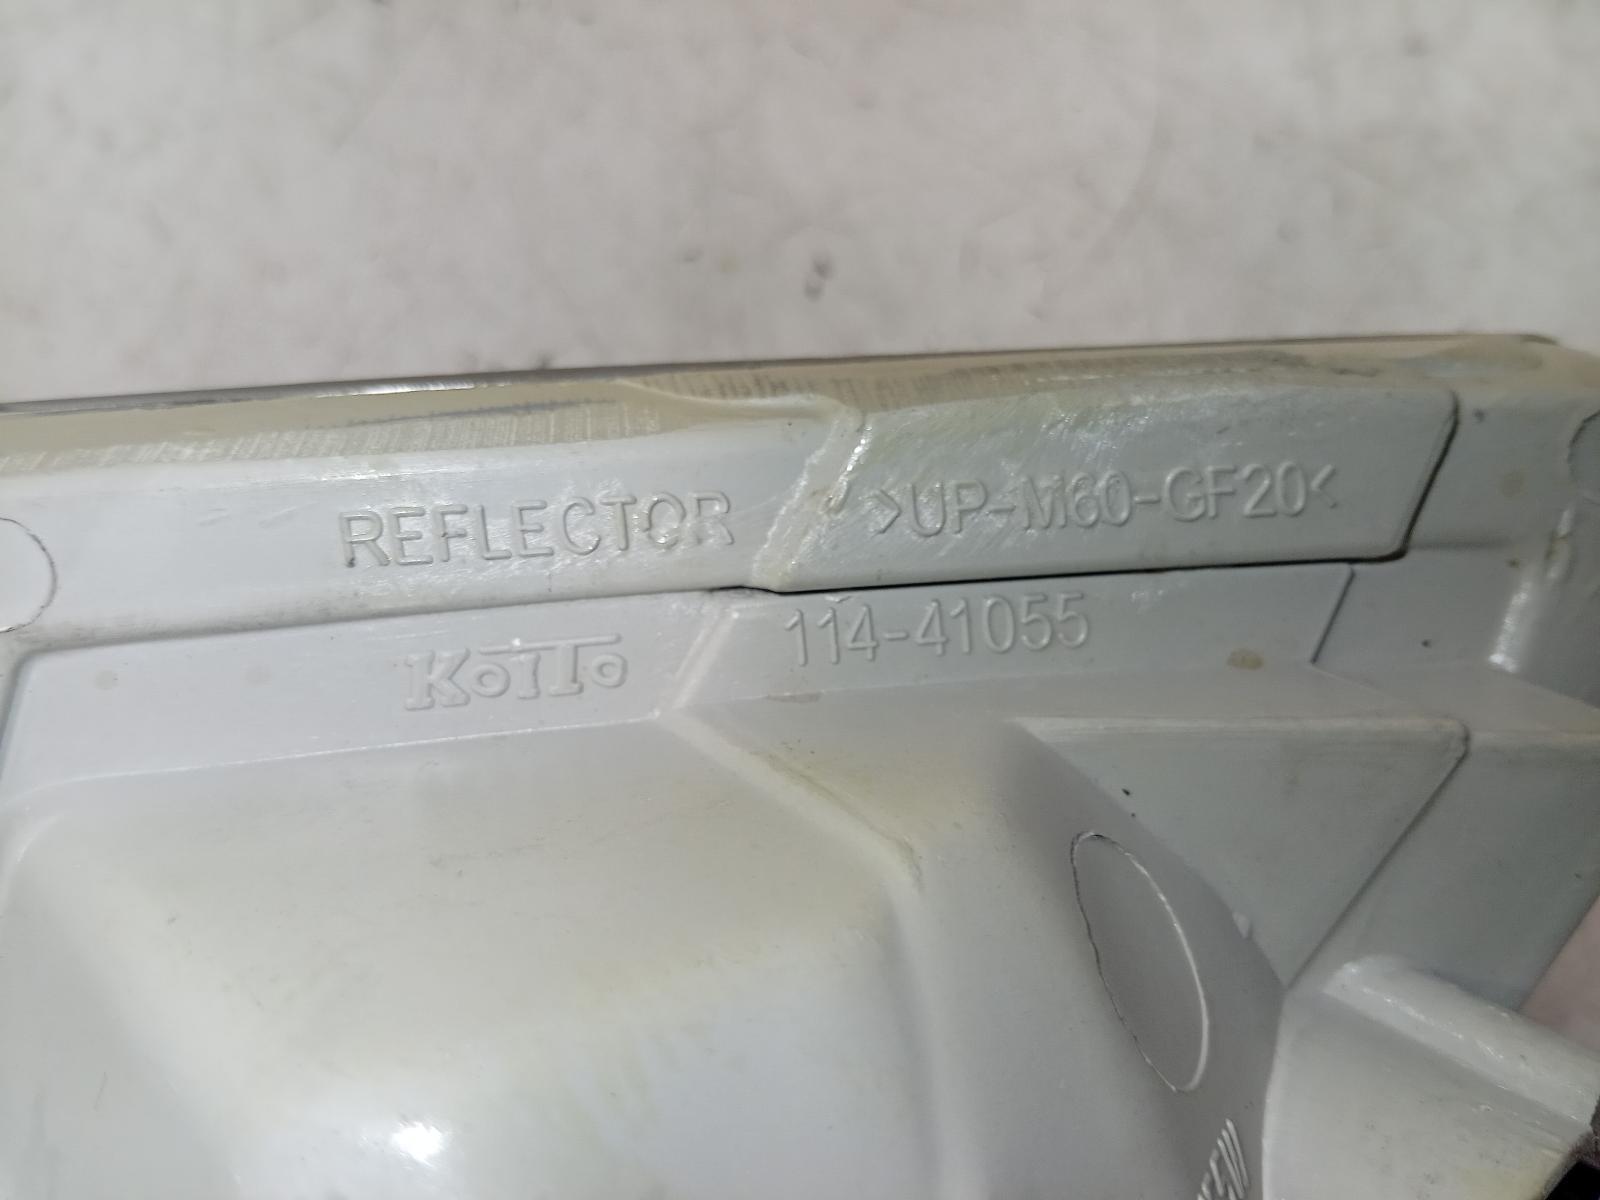 REFLECTOR >UP-M60-GF20<
KOITO 114-41055